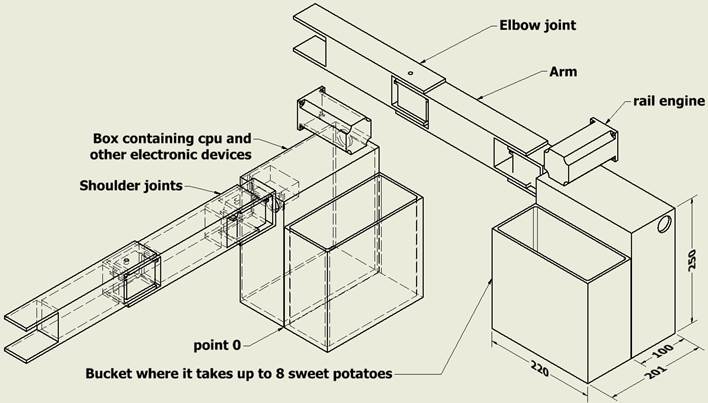 Elbow joint
Arm
rail engine
Box containing cpu and
other electronic devices
Shoulder joints
250
point 0
100
Bucket where it takes up to 8 sweet potatoes
220
201